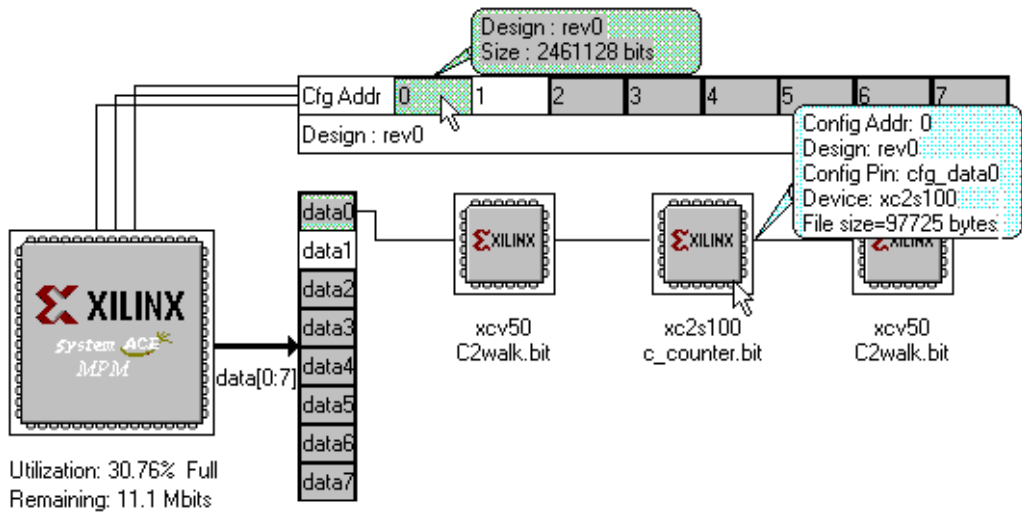 Design : rev0
Size : 2461128 bits
Cfg Addr 0 1 2 3 4 5 6 7
Design : rev0
Config Addr: 0
Design: rev0
Config Pin: cfg_data0
Device: xc2s100
File size=97725 bytes
data0
data1
data2
data3
data4
data5
data6
data7
XILINX
System ACE
MPM
data[0:7]
XILINX
XILINX
XILINX
xcv50
C2walk.bit
xc2s100
c_counter.bit
xcv50
C2walk.bit
Utilization: 30.76% Full
Remaining: 11.1 Mbits